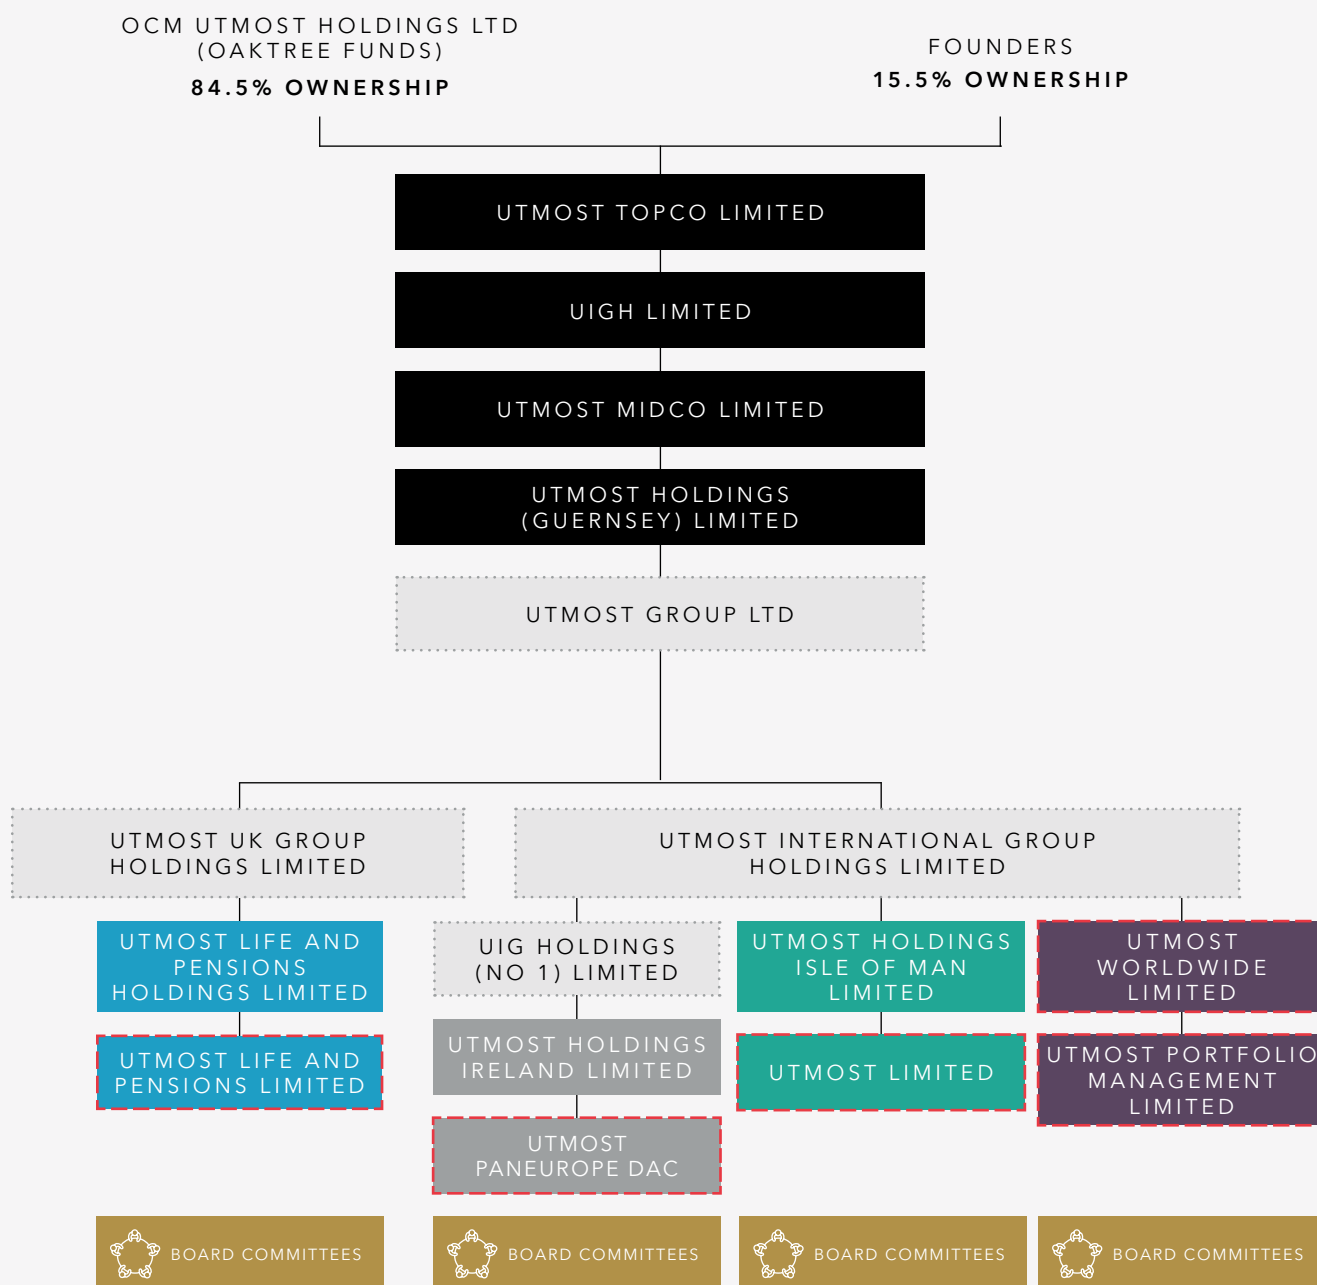 OCM UTMOST HOLDINGS LTD
(OAKTREE FUNDS)
84.5% OWNERSHIP
FOUNDERS
15.5% OWNERSHIP
UTMOST TOPCO LIMITED
UIGH LIMITED
UTMOST MIDCO LIMITED
UTMOST HOLDINGS
(GUERNSEY) LIMITED
UTMOST GROUP LTD
UTMOST UK GROUP
HOLDINGS LIMITED
UTMOST INTERNATIONAL GROUP
HOLDINGS LIMITED
UTMOST LIFE AND
PENSIONS
HOLDINGS LIMITED
UTMOST LIFE AND
PENSIONS LIMITED
UIG HOLDINGS
(NO 1) LIMITED
UTMOST HOLDINGS
IRELAND LIMITED
UTMOST
PANEUROPE DAC
UTMOST HOLDINGS
ISLE OF MAN
LIMITED
UTMOST LIMITED
UTMOST
WORLDWIDE
LIMITED
UTMOST PORTFOLIO
MANAGEMENT
LIMITED
BOARD COMMITTEES
BOARD COMMITTEES
BOARD COMMITTEES
BOARD COMMITTEES